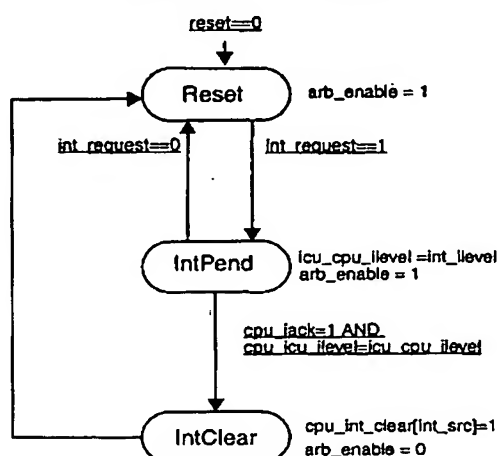 reset==0
Reset
arb_enable = 1
int_request==0
int_request==1
IntPend
icu_cpu_ilevel =int_ilevel
arb_enable = 1
cpu_iack=1 AND
cpu_icu_ilevel=icu_cpu_ilevel
IntClear
cpu_int_clear[int_src]=1
arb_enable = 0